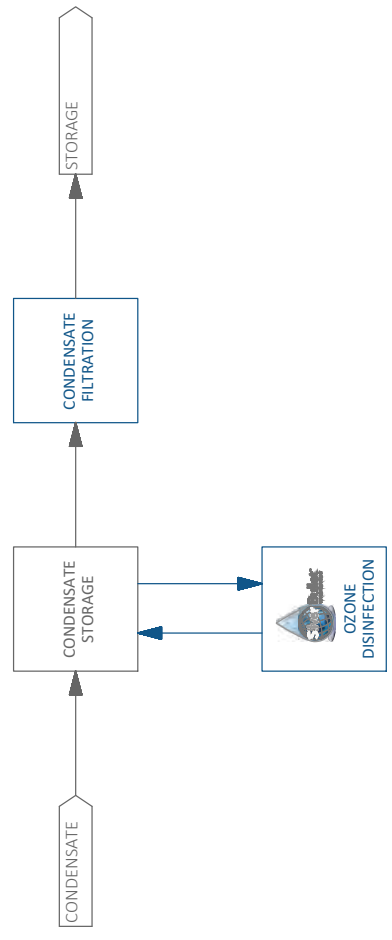 CONDENSATE
CONDENSATE
STORAGE
OZONE
DISINFECTION
CONDENSATE
FILTRATION
STORAGE